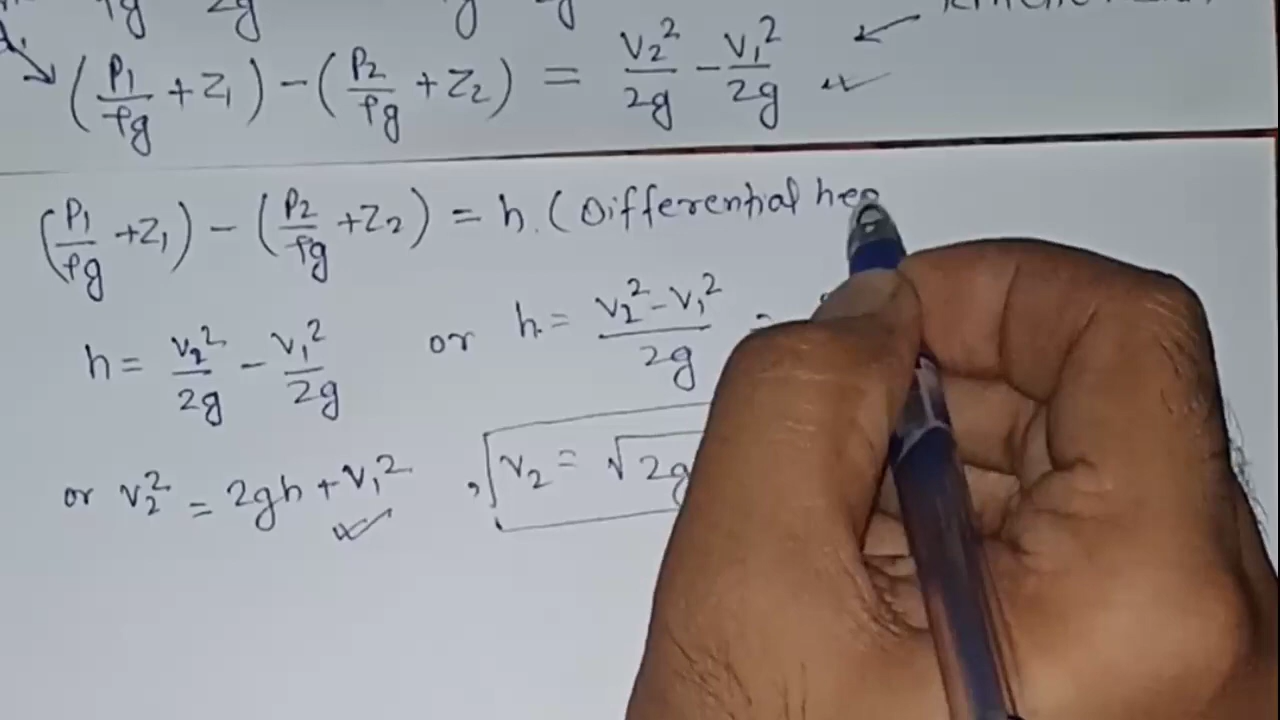 (P₁/ρg + Z₁) - (P₂/ρg + Z₂) = V₂²/2g - V₁²/2g
(P₁/ρg + Z₁) - (P₂/ρg + Z₂) = h. (Differential hea
h = V₂²/2g - V₁²/2g or h = V₂² - V₁²/2g
or V₂² = 2gh + V₁² , V₂ = √2g